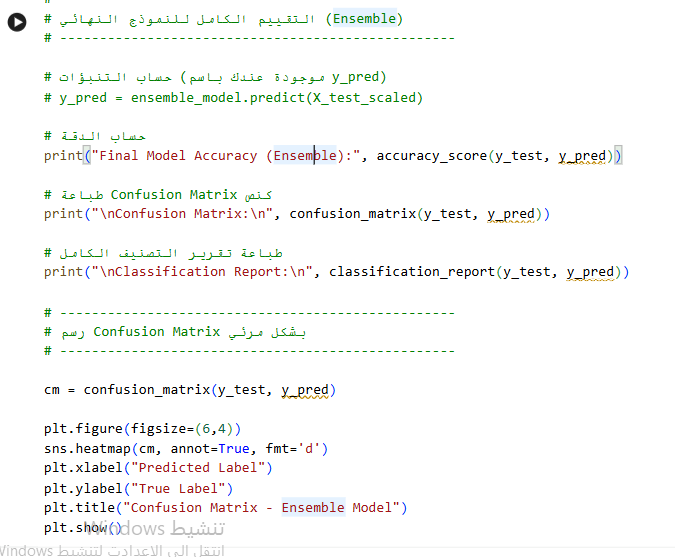 # التقييم الكامل للنموذج النهائي (Ensemble)
# --------------------------------------------------
# حساب التنبؤات (موجودة عندك باسم y_pred)
# y_pred = ensemble_model.predict(X_test_scaled)
# حساب الدقة
print("Final Model Accuracy (Ensemble):", accuracy_score(y_test, y_pred))
# طباعة Confusion Matrix كنص
print("\nConfusion Matrix:\n", confusion_matrix(y_test, y_pred))
# طباعة تقرير التصنيف الكامل
print("\nClassification Report:\n", classification_report(y_test, y_pred))
# --------------------------------------------------
# رسم Confusion Matrix بشكل مرئي
# --------------------------------------------------
cm = confusion_matrix(y_test, y_pred)
plt.figure(figsize=(6,4))
sns.heatmap(cm, annot=True, fmt='d')
plt.xlabel("Predicted Label")
plt.ylabel("True Label")
plt.title("Confusion Matrix - Ensemble Model")
plt.show()
تنشيط Windows
انتقل إلى الإعدادات لتنشيط Windows